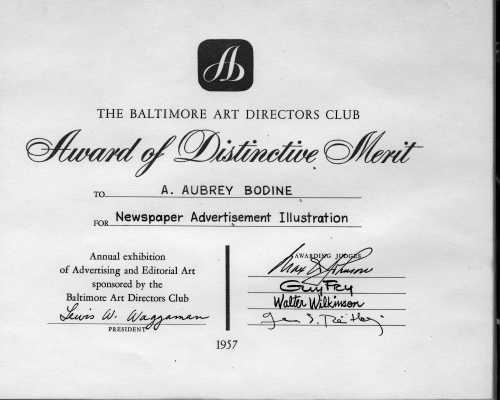 THE BALTIMORE ART DIRECTORS CLUB
Award of Distinctive Merit
TO A. AUBREY BODINE
FOR Newspaper Advertisement Illustration
Annual exhibition
of Advertising and Editorial Art
sponsored by the
Baltimore Art Directors Club
Lewis W. Waggaman
PRESIDENT
AWARDING JUDGES
Guy Fry
Walter Wilkinson
1957